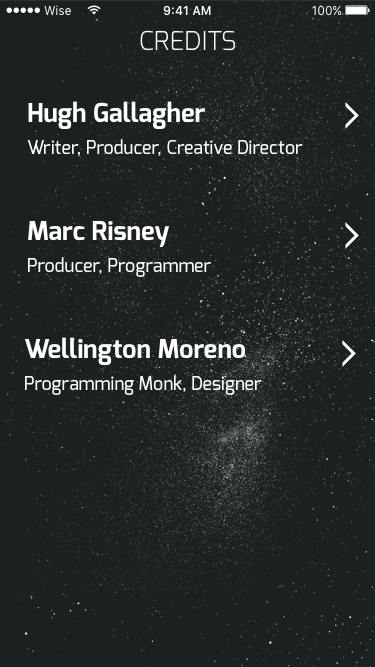 ●●●●● Wise 9:41 AM 100%
CREDITS
Hugh Gallagher
Writer, Producer, Creative Director
Marc Risney
Producer, Programmer
Wellington Moreno
Programming Monk, Designer